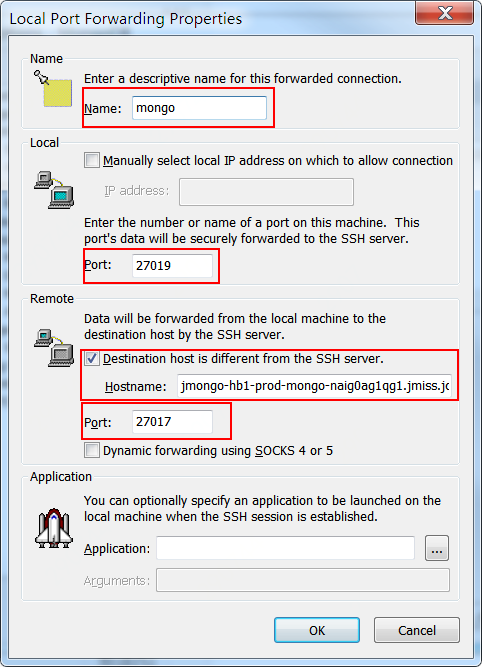 Local Port Forwarding Properties
Name
Enter a descriptive name for this forwarded connection.
Name: mongo
Local
Manually select local IP address on which to allow connection
IP address:
Enter the number or name of a port on this machine. This
port's data will be securely forwarded to the SSH server.
Port: 27019
Remote
Data will be forwarded from the local machine to the
destination host by the SSH server.
Destination host is different from the SSH server.
Hostname: jmongo-hb1-prod-mongo-naig0ag1qg1.jmiss.jc
Port: 27017
Dynamic forwarding using SOCKS 4 or 5
Application
You can optionally specify an application to be launched on the
local machine when the SSH session is established.
Application: ...
Arguments:
OK Cancel